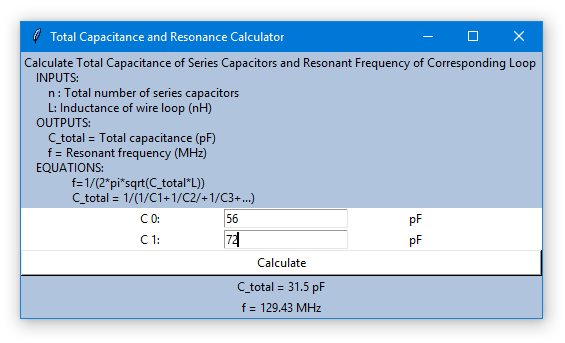 Total Capacitance and Resonance Calculator
Calculate Total Capacitance of Series Capacitors and Resonant Frequency of Corresponding Loop
INPUTS:
n : Total number of series capacitors
L: Inductance of wire loop (nH)
OUTPUTS:
C_total = Total capacitance (pF)
f = Resonant frequency (MHz)
EQUATIONS:
f=1/(2*pi*sqrt(C_total*L))
C_total = 1/(1/C1+1/C2/+1/C3+...)
C 0: 56 pF
C 1: 72 pF
Calculate
C_total = 31.5 pF
f = 129.43 MHz